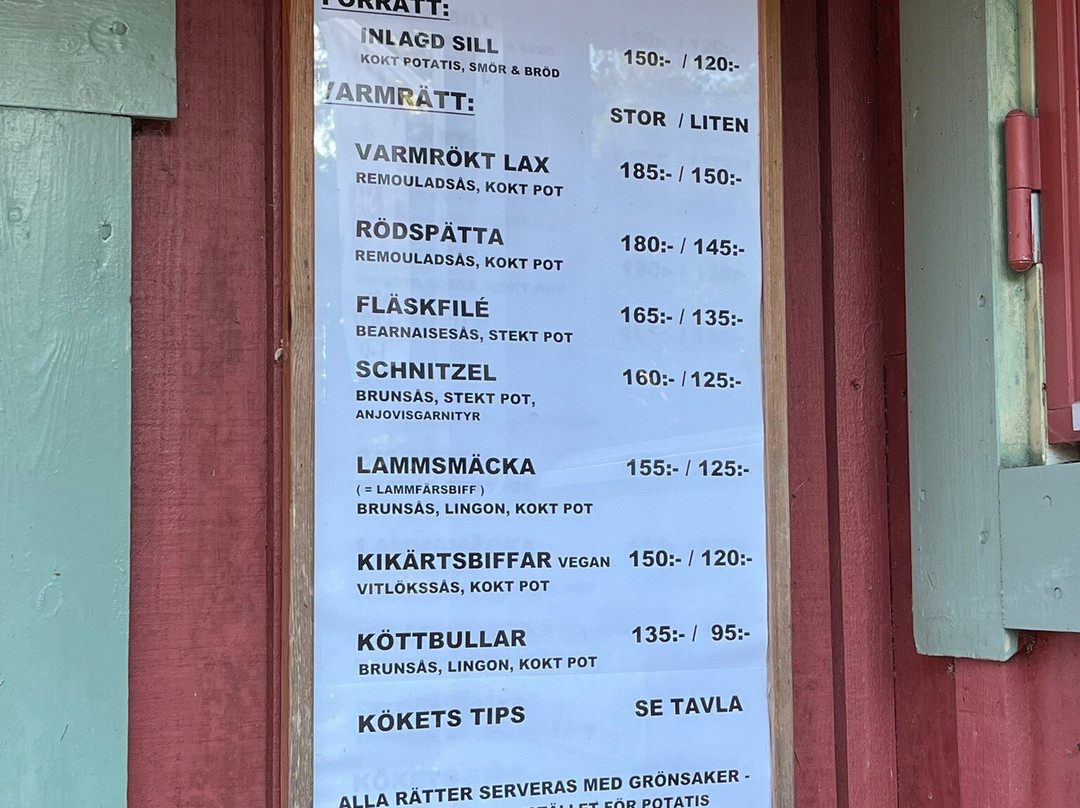 FÖRRÄTT:
INLAGD SILL 150:- / 120:-
KOKT POTATIS, SMÖR & BRÖD
VARMRÄTT:
STOR / LITEN
VARMRÖKT LAX 185:- / 150:-
REMOULADSÅS, KOKT POT
RÖDSPÄTTA 180:- / 145:-
REMOULADSÅS, KOKT POT
FLÄSKFILÉ 165:- / 135:-
BEARNAISESÅS, STEKT POT
SCHNITZEL 160:- / 125:-
BRUNSÅS, STEKT POT,
ANJOVISGARNITYR
LAMMSMÄCKA 155:- / 125:-
( = LAMMFÄRSBIFF )
BRUNSÅS, LINGON, KOKT POT
KIKÄRTSBIFFAR VEGAN 150:- / 120:-
VITLÖKSSÅS, KOKT POT
KÖTTBULLAR 135:- / 95:-
BRUNSÅS, LINGON, KOKT POT
KÖKETS TIPS SE TAVLA
ALLA RÄTTER SERVERAS MED GRÖNSAKER -
FÖR POTATIS